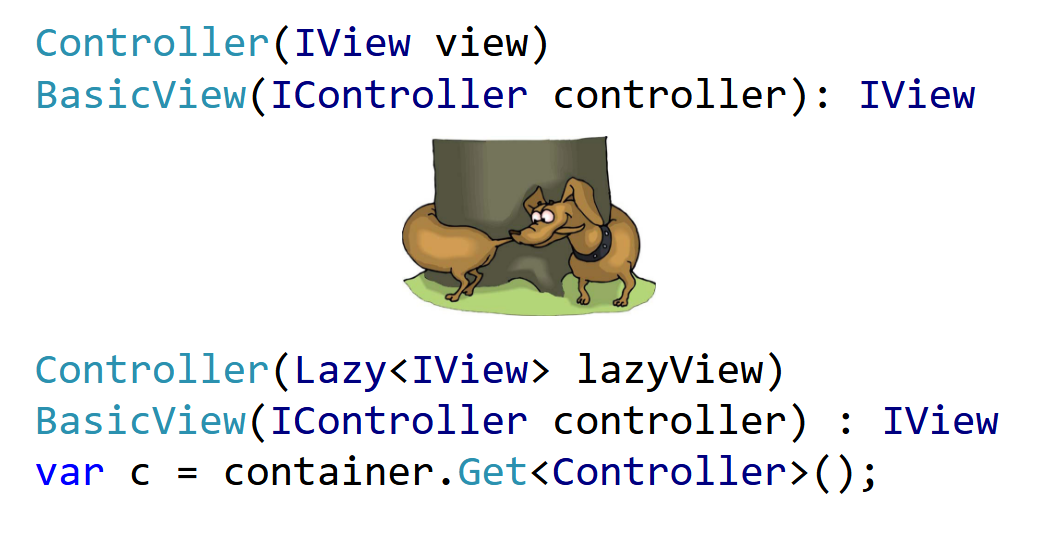 Controller(IView view)
BasicView(IController controller): IView
Controller(Lazy<IView> lazyView)
BasicView(IController controller) : IView
var c = container.Get<Controller>();